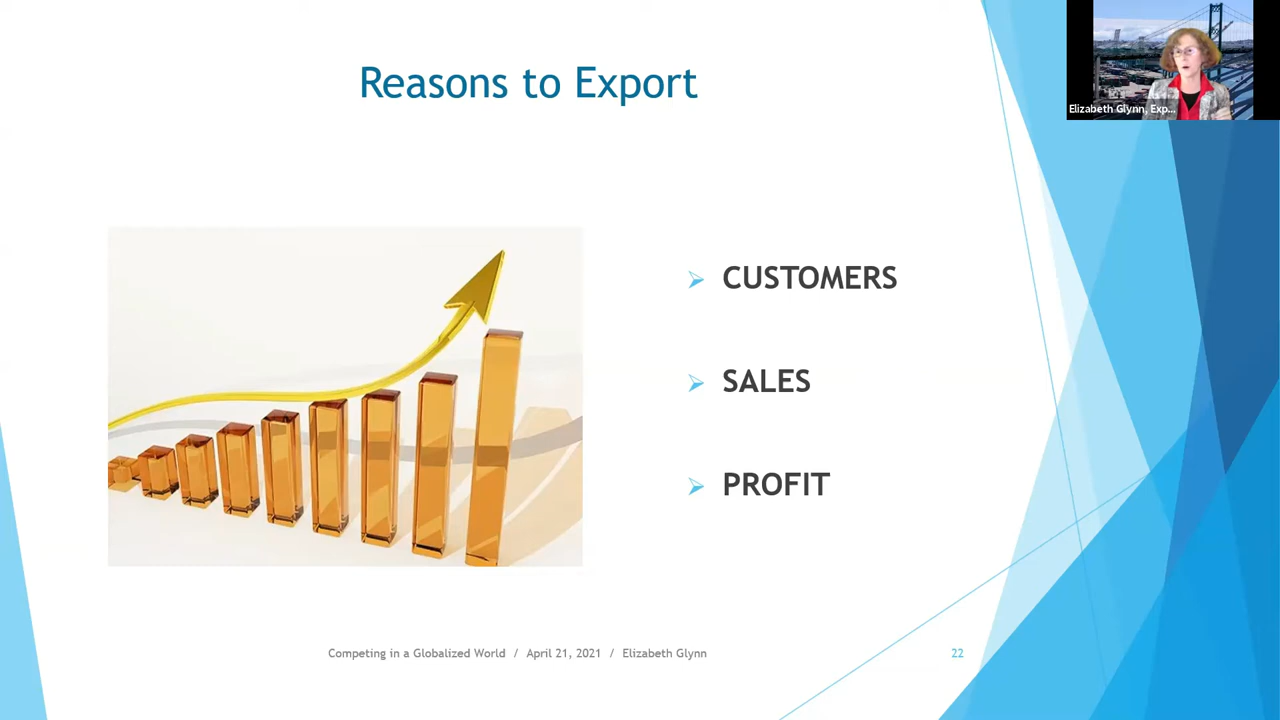 Reasons to Export
Elizabeth Glynn, Exp...
CUSTOMERS
SALES
PROFIT
Competing in a Globalized World / April 21, 2021 / Elizabeth Glynn
22